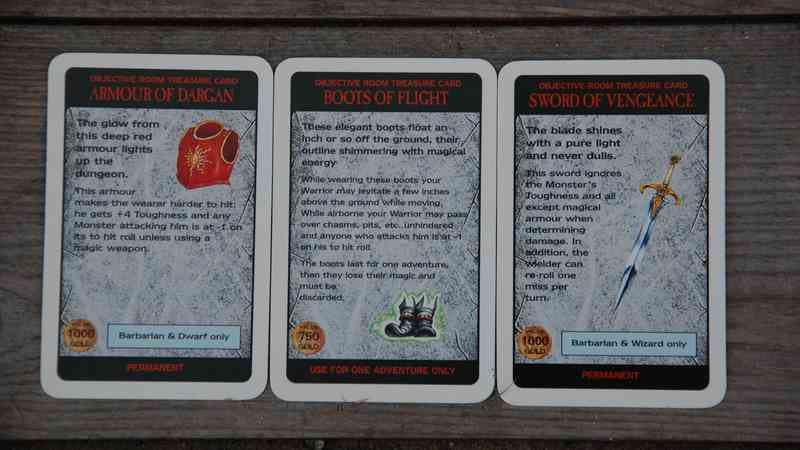 OBJECTIVE ROOM TREASURE CARD
ARMOUR OF DARGAN
The glow from
this deep red
armour lights
up the
dungeon.
This armour
makes the wearer harder to hit:
he gets +4 Toughness and any
Monster attacking him is at -1 on
its to hit roll unless using a
magic weapon.
VALUE
1000
GOLD
Barbarian & Dwarf only
PERMANENT
OBJECTIVE ROOM TREASURE CARD
BOOTS OF FLIGHT
These elegant boots float an
inch or so off the ground, their
outline shimmering with magical
energy
While wearing these boots your
Warrior may levitate a few inches
above the ground while moving.
While airborne your Warrior may pass
over chasms, pits, etc. unhindered
and anyone who attacks him is at -1
on his to hit roll.
The boots last for one adventure,
then they lose their magic and
must be
discarded.
VALUE
750
GOLD
USE FOR ONE ADVENTURE ONLY
OBJECTIVE ROOM TREASURE CARD
SWORD OF VENGEANCE
The blade shines
with a pure light
and never dulls.
This sword ignores
the Monster's
Toughness and all
except magical
armour when
determining
damage. In
addition, the
wielder can
re-roll one
miss per
turn.
VALUE
1000
GOLD
Barbarian & Wizard only
PERMANENT